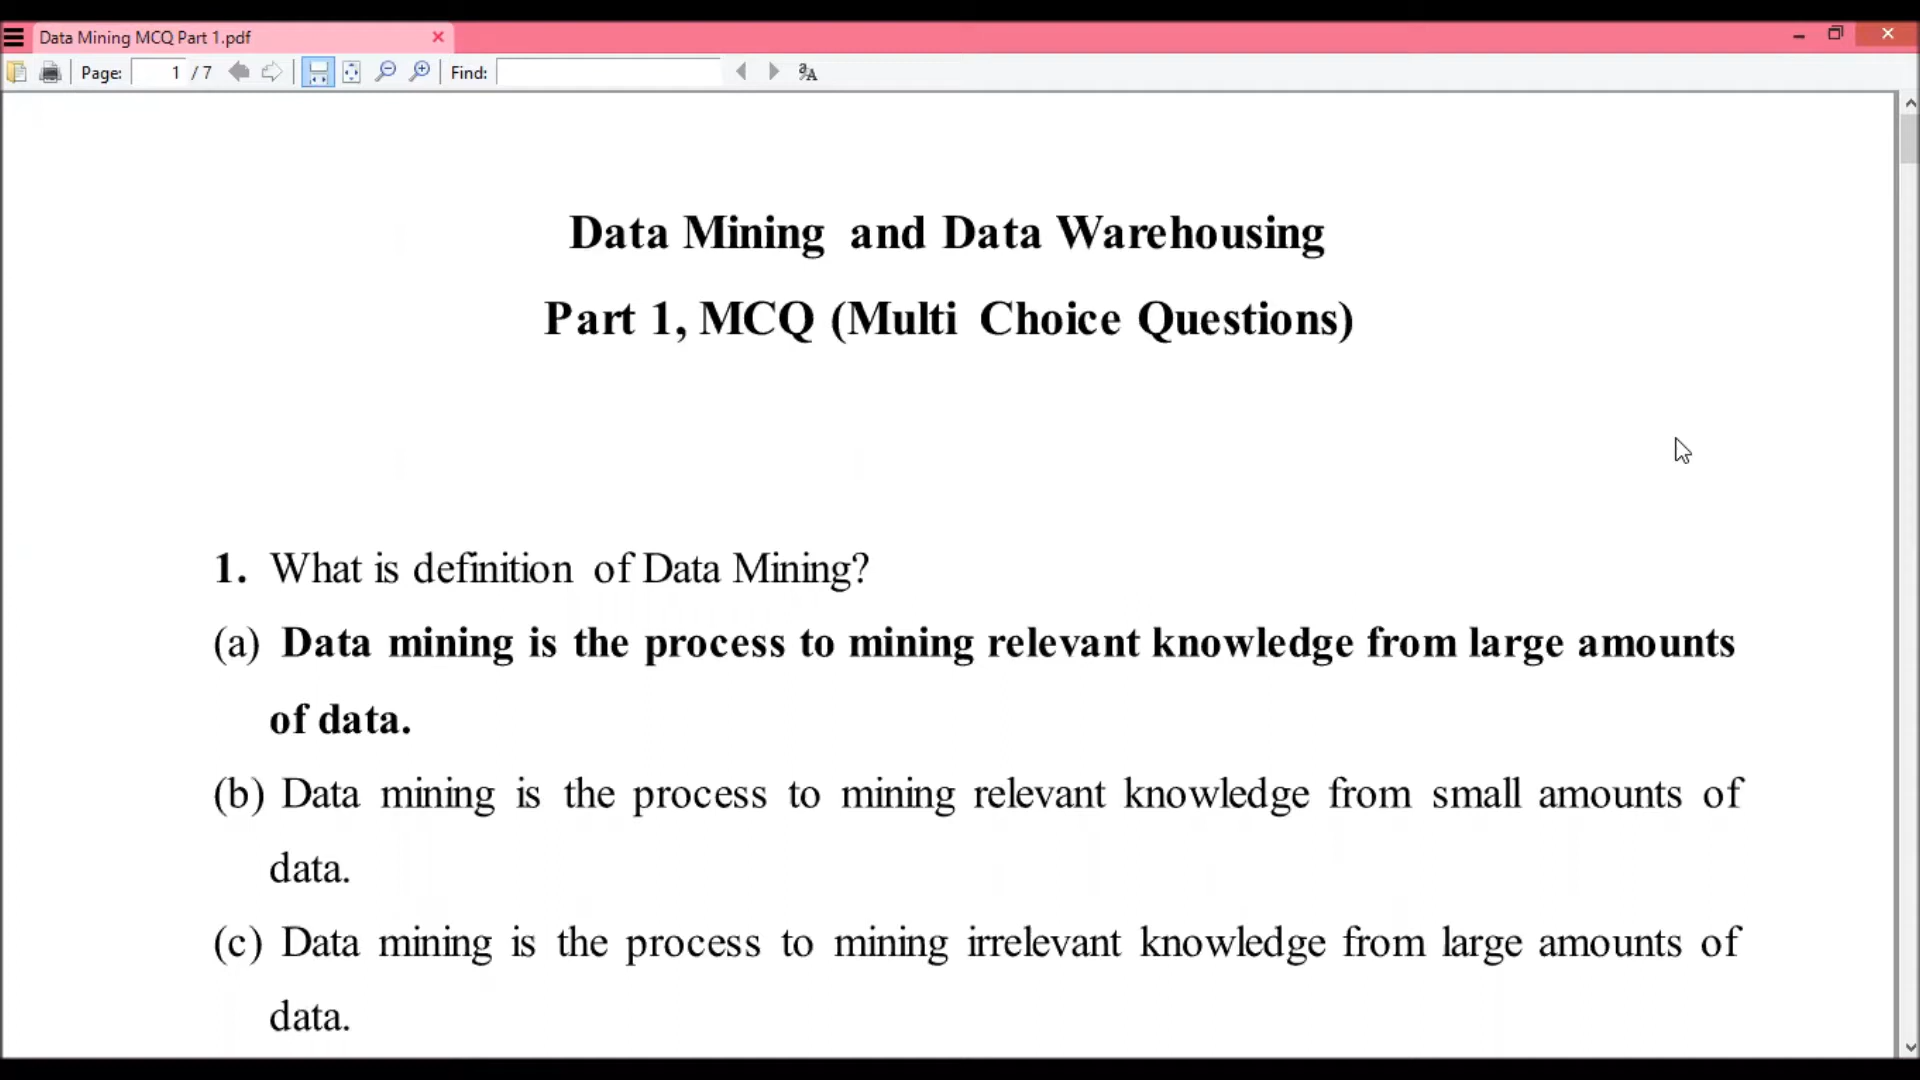 Data Mining MCQ Part 1.pdf
Page: 1 / 7 Find:
Data Mining and Data Warehousing
Part 1, MCQ (Multi Choice Questions)
1. What is definition of Data Mining?
(a) Data mining is the process to mining relevant knowledge from large amounts
of data.
(b) Data mining is the process to mining relevant knowledge from small amounts of
data.
(c) Data mining is the process to mining irrelevant knowledge from large amounts of
data.